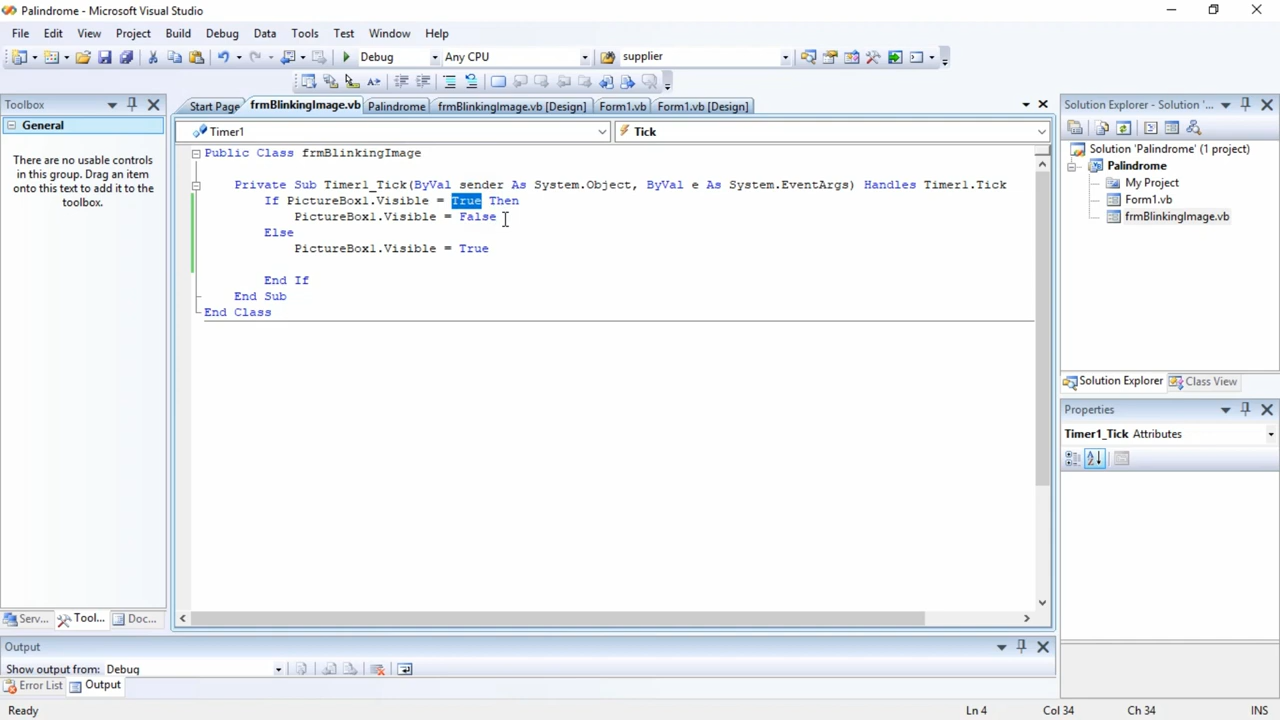 Palindrome - Microsoft Visual Studio
File Edit View Project Build Debug Data Tools Test Window Help
Debug Any CPU supplier
Toolbox
General
There are no usable controls
in this group. Drag an item
onto this text to add it to the
toolbox.
Serv... Tool... Doc...
Start Page frmBlinkingImage.vb Palindrome frmBlinkingImage.vb [Design] Form1.vb Form1.vb [Design]
Timer1 Tick
Public Class frmBlinkingImage
Private Sub Timer1_Tick(ByVal sender As System.Object, ByVal e As System.EventArgs) Handles Timer1.Tick
If PictureBox1.Visible = True Then
PictureBox1.Visible = False
Else
PictureBox1.Visible = True
End If
End Sub
End Class
Solution Explorer - Solution '...
Solution 'Palindrome' (1 project)
Palindrome
My Project
Form1.vb
frmBlinkingImage.vb
Solution Explorer Class View
Properties
Timer1_Tick Attributes
Output
Show output from: Debug
Error List Output
Ready Ln 4 Col 34 Ch 34 INS